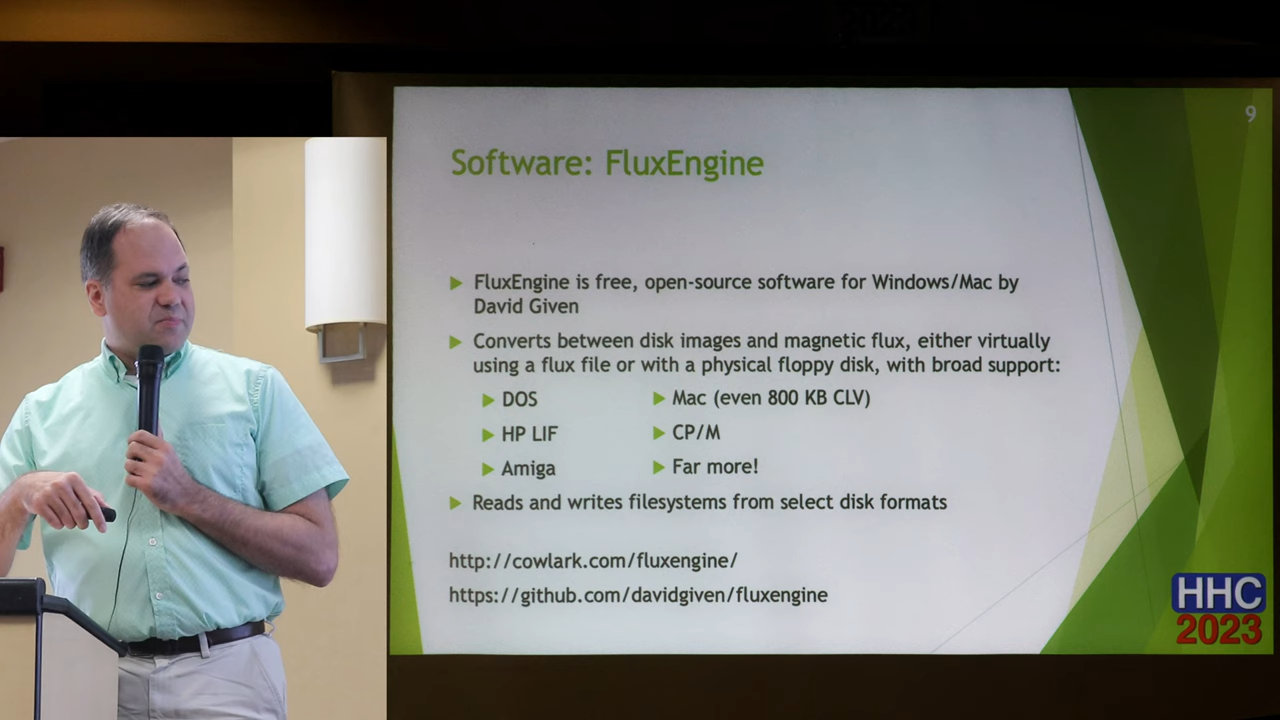 9
Software: FluxEngine
FluxEngine is free, open-source software for Windows/Mac by
David Given
Converts between disk images and magnetic flux, either virtually
using a flux file or with a physical floppy disk, with broad support:
DOS
Mac (even 800 KB CLV)
HP LIF
CP/M
Amiga
Far more!
Reads and writes filesystems from select disk formats
http://cowlark.com/fluxengine/
https://github.com/davidgiven/fluxengine
HHC
2023